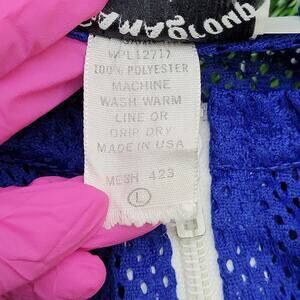 WPL12717
100% POLYESTER
MACHINE
WASH WARM
LINE OR
DRIP DRY
MADE IN USA
MESH 423
L